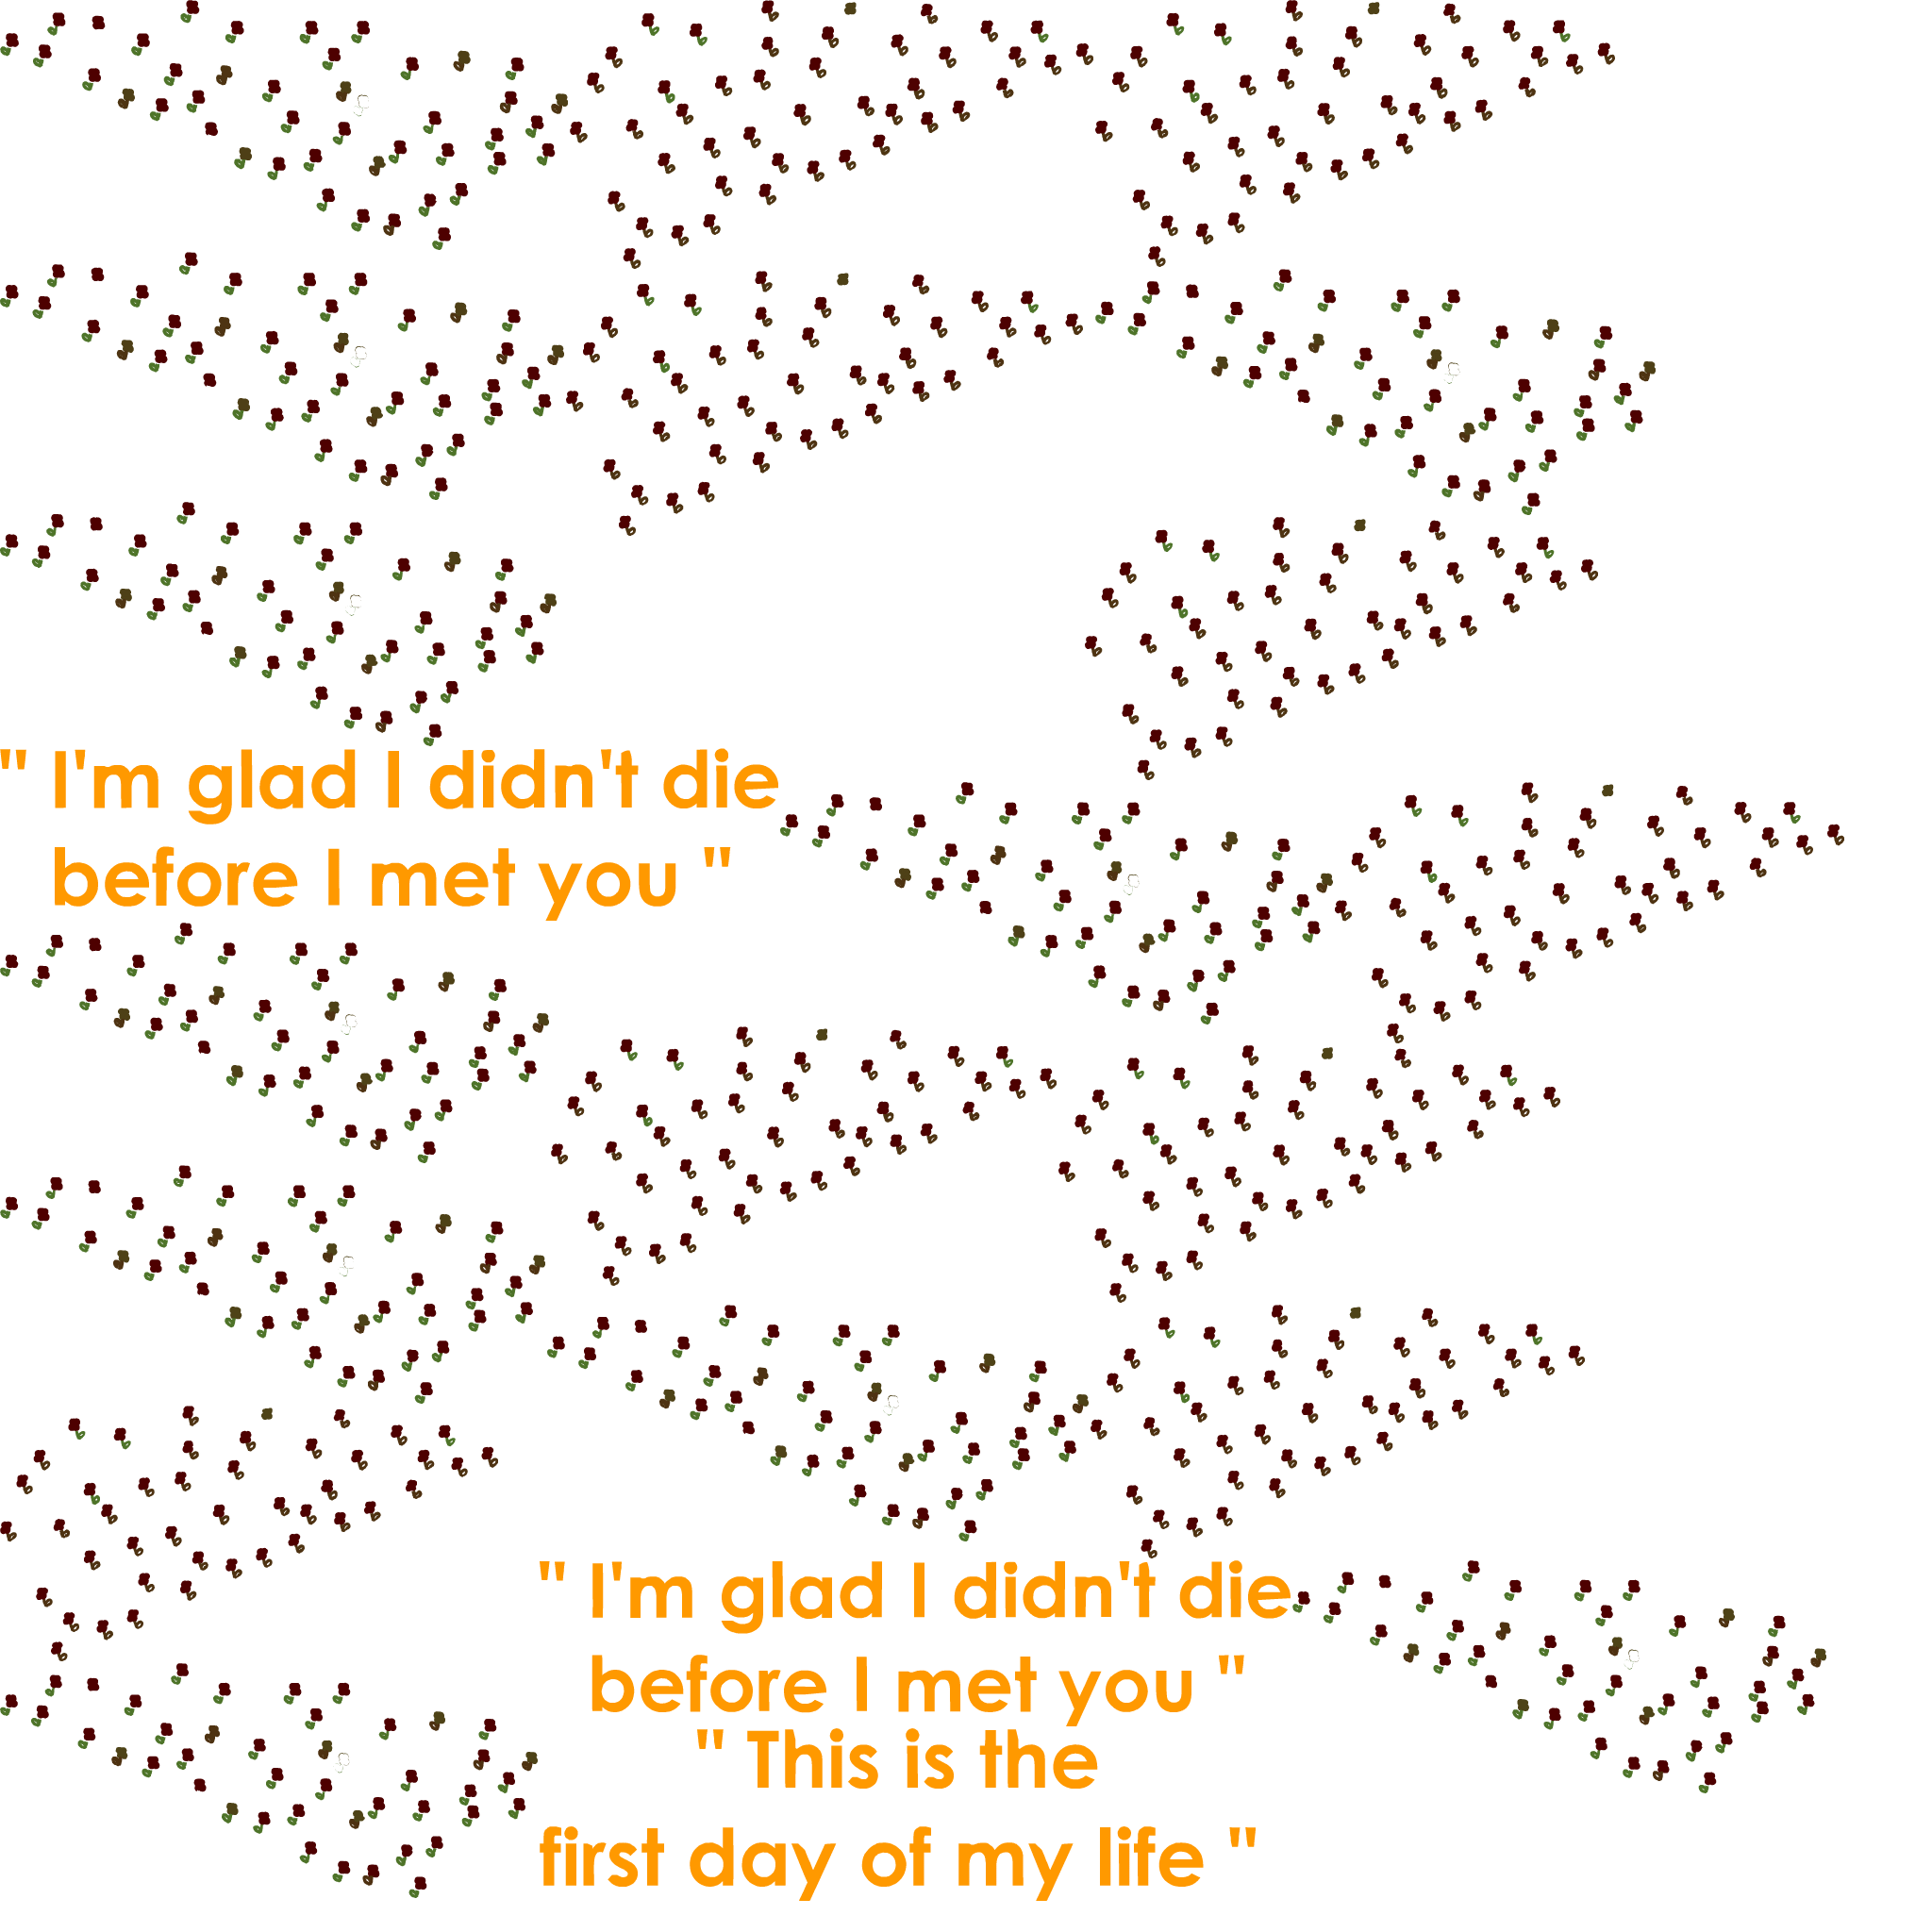 " I'm glad I didn't die
before I met you "
" I'm glad I didn't die
before I met you "
" This is the
first day of my life "